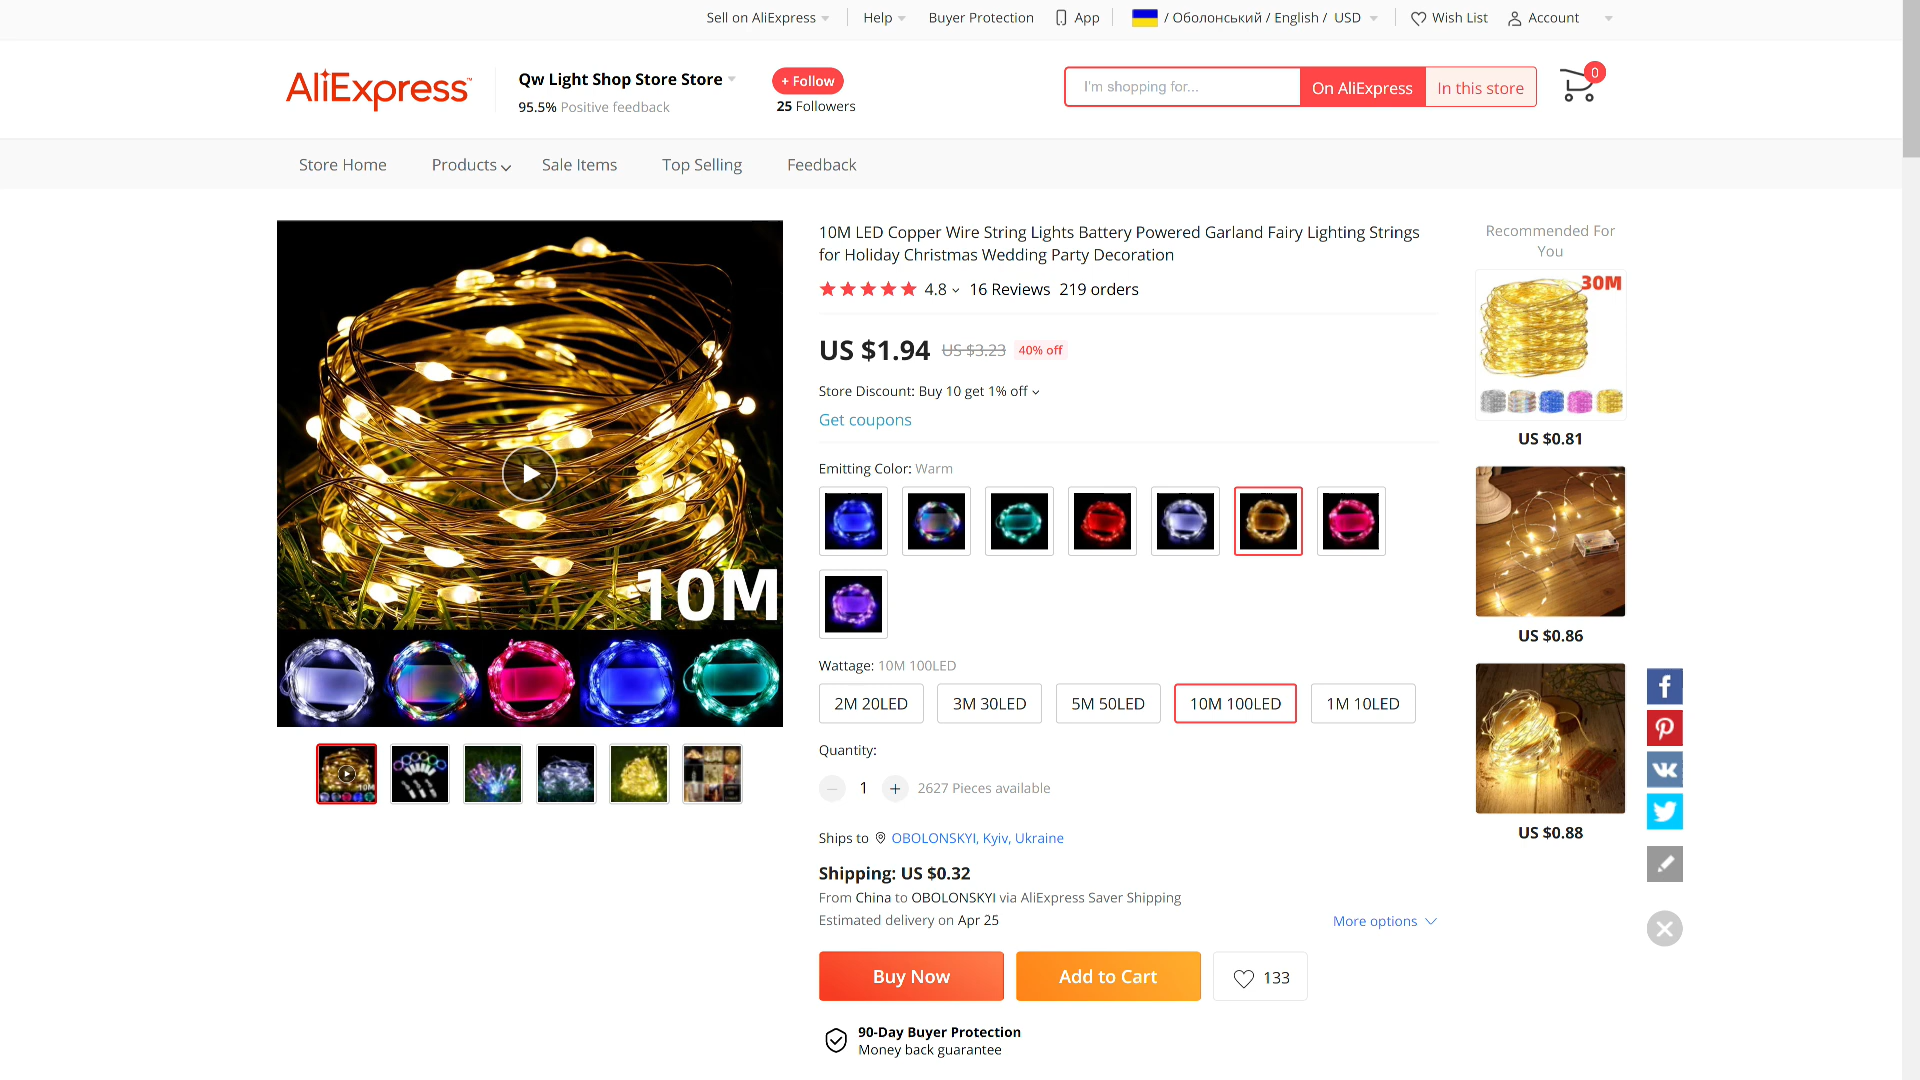 Sell on AliExpress
Help
Buyer Protection
App
/ Оболонський / English / USD
Wish List
Account
AliExpress™
Qw Light Shop Store Store
95.5% Positive feedback
+ Follow
25 Followers
I'm shopping for...
On AliExpress
In this store
0
Store Home
Products
Sale Items
Top Selling
Feedback
10M
10M LED Copper Wire String Lights Battery Powered Garland Fairy Lighting Strings
for Holiday Christmas Wedding Party Decoration
4.8
16 Reviews
219 orders
US $1.94
US $3.23
40% off
Store Discount: Buy 10 get 1% off
Get coupons
Emitting Color: Warm
Wattage: 10M 100LED
2M 20LED
3M 30LED
5M 50LED
10M 100LED
1M 10LED
Quantity:
1
+
2627 Pieces available
Ships to OBOLONSKYI, Kyiv, Ukraine
Shipping: US $0.32
From China to OBOLONSKYI via AliExpress Saver Shipping
Estimated delivery on Apr 25
More options
Buy Now
Add to Cart
133
90-Day Buyer Protection
Money back guarantee
Recommended For
You
30M
US $0.81
US $0.86
US $0.88